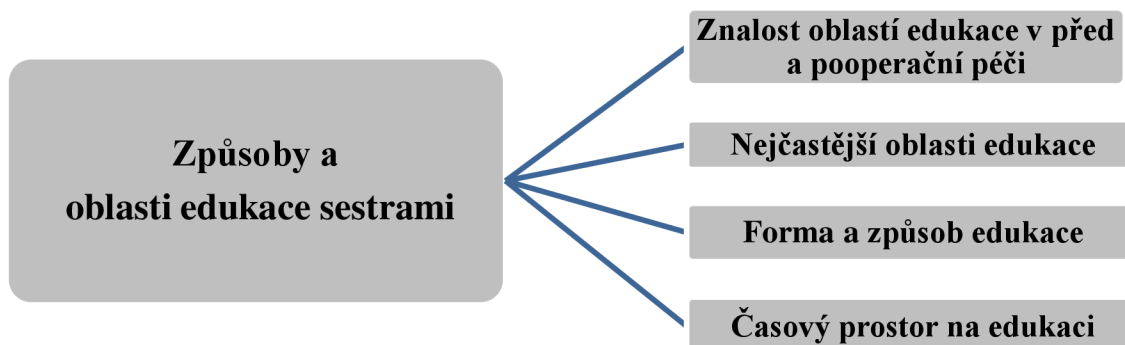 Způsoby a
oblasti edukace sestrami
Znalost oblastí edukace v před
a pooperační péči
Nejčastější oblasti edukace
Forma a způsob edukace
Časový prostor na edukaci